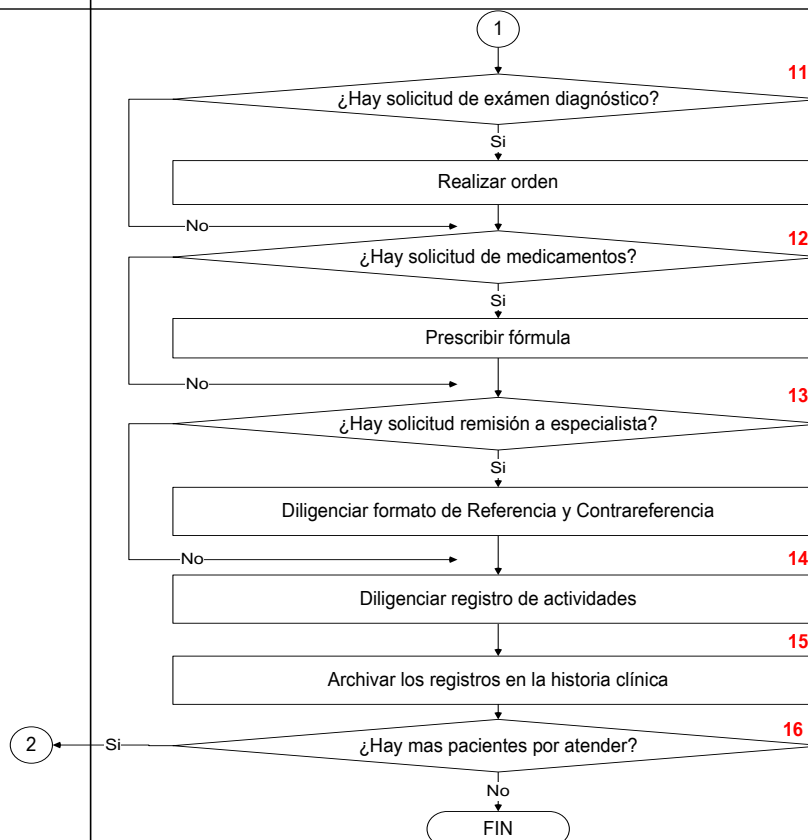 1
11
¿Hay solicitud de exámen diagnóstico?
Si
Realizar orden
No
12
¿Hay solicitud de medicamentos?
Si
Prescribir fórmula
No
13
¿Hay solicitud remisión a especialista?
Si
Diligenciar formato de Referencia y Contrareferencia
No
14
Diligenciar registro de actividades
15
Archivar los registros en la historia clínica
16
2
Si
¿Hay mas pacientes por atender?
No
FIN